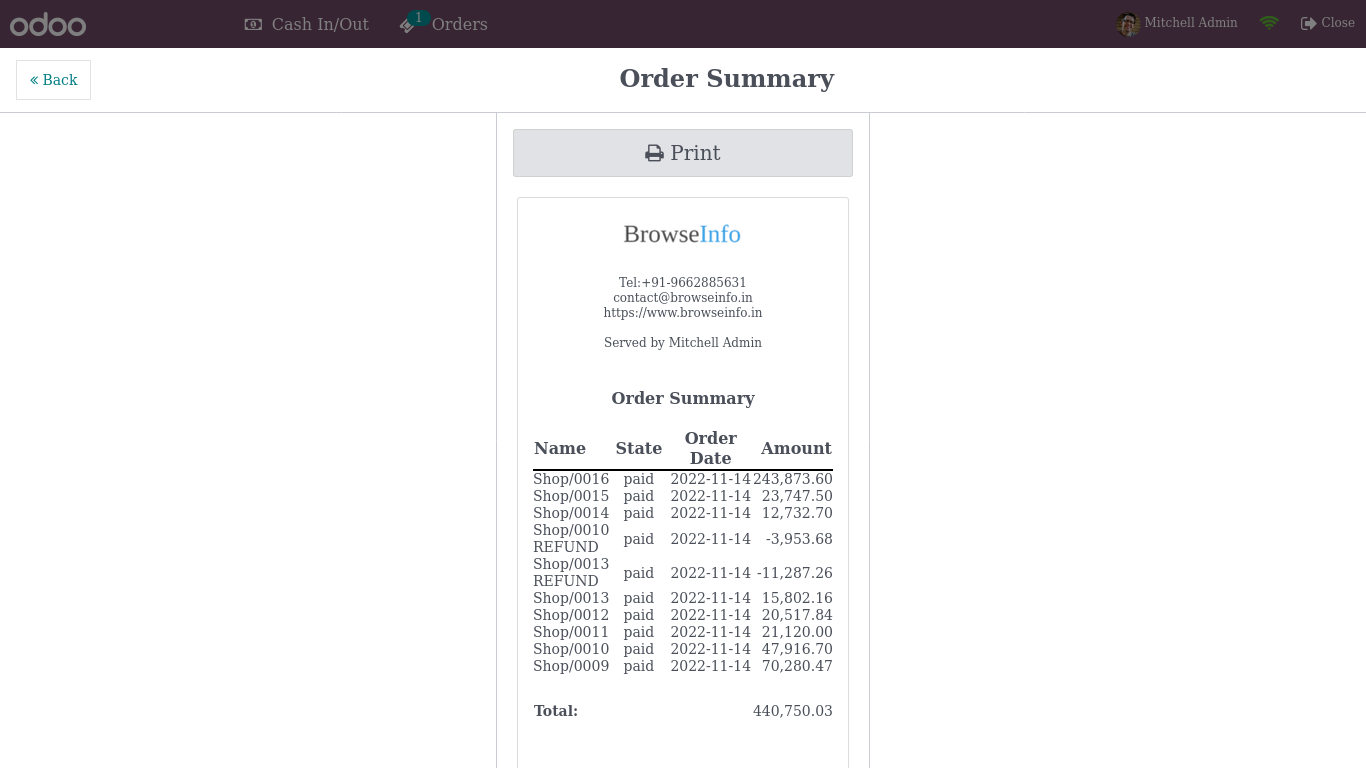 odoo Cash In/Out 1 Orders Mitchell Admin Close
« Back Order Summary
Print
BrowseInfo
Tel:+91-9662885631
contact@browseinfo.in
https://www.browseinfo.in
Served by Mitchell Admin
Order Summary
Name State Order Date Amount
Shop/0016 paid 2022-11-14 243,873.60
Shop/0015 paid 2022-11-14 23,747.50
Shop/0014 paid 2022-11-14 12,732.70
Shop/0010 REFUND paid 2022-11-14 -3,953.68
Shop/0013 REFUND paid 2022-11-14 -11,287.26
Shop/0013 paid 2022-11-14 15,802.16
Shop/0012 paid 2022-11-14 20,517.84
Shop/0011 paid 2022-11-14 21,120.00
Shop/0010 paid 2022-11-14 47,916.70
Shop/0009 paid 2022-11-14 70,280.47
Total: 440,750.03